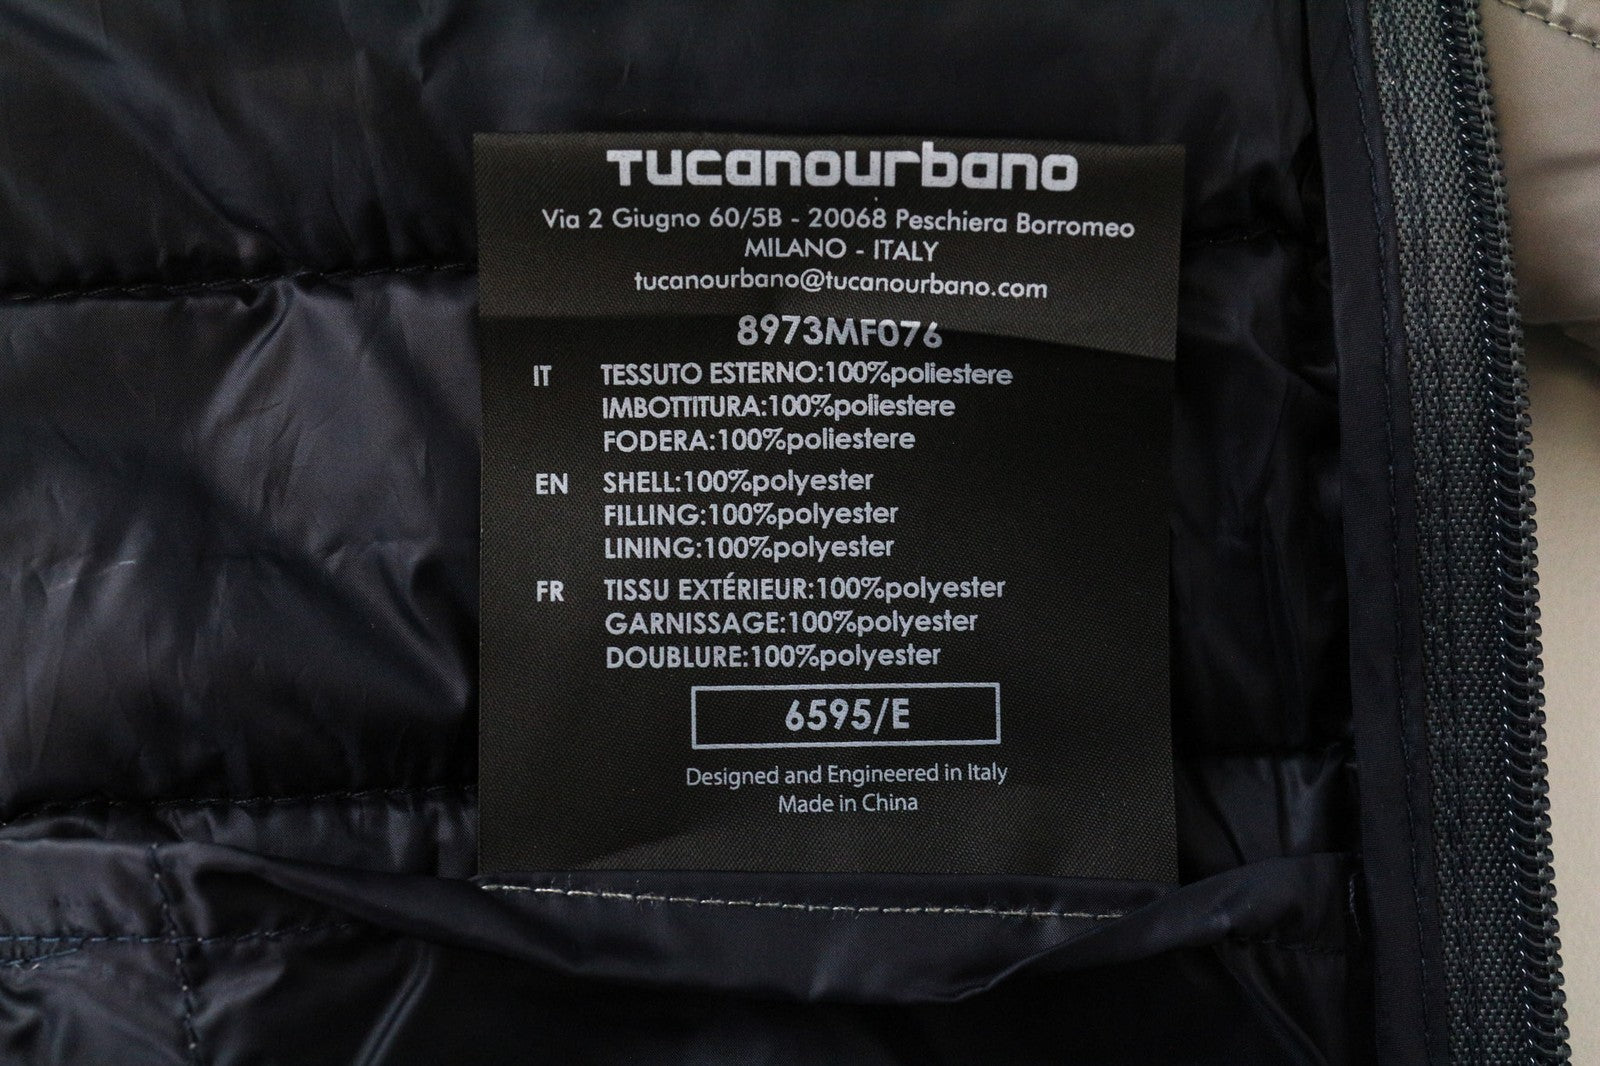 Tucanourbano
Via 2 Giugno 60/5B - 20068 Peschiera Borromeo
MILANO - ITALY
tucanourbano@tucanourbano.com
8973MF076
IT TESSUTO ESTERNO:100%poliestere
IMBOTTITURA:100%poliestere
FODERA:100%poliestere
EN SHELL:100%polyester
FILLING:100%polyester
LINING:100%polyester
FR TISSU EXTÉRIEUR:100%polyester
GARNISSAGE:100%polyester
DOUBLURE:100%polyester
6595/E
Designed and Engineered in Italy
Made in China